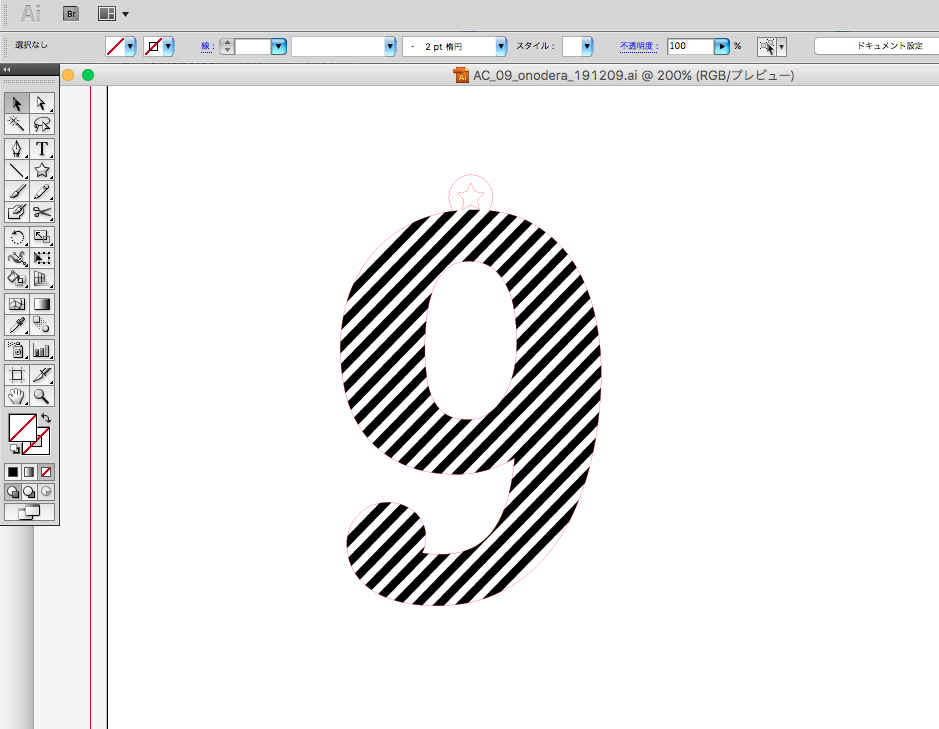 Ai Br
選択なし 線: - 2 pt 楕円 スタイル: 不透明度: 100 % ドキュメント設定
AC_09_onodera_191209.ai @ 200% (RGB/プレビュー)
T
9